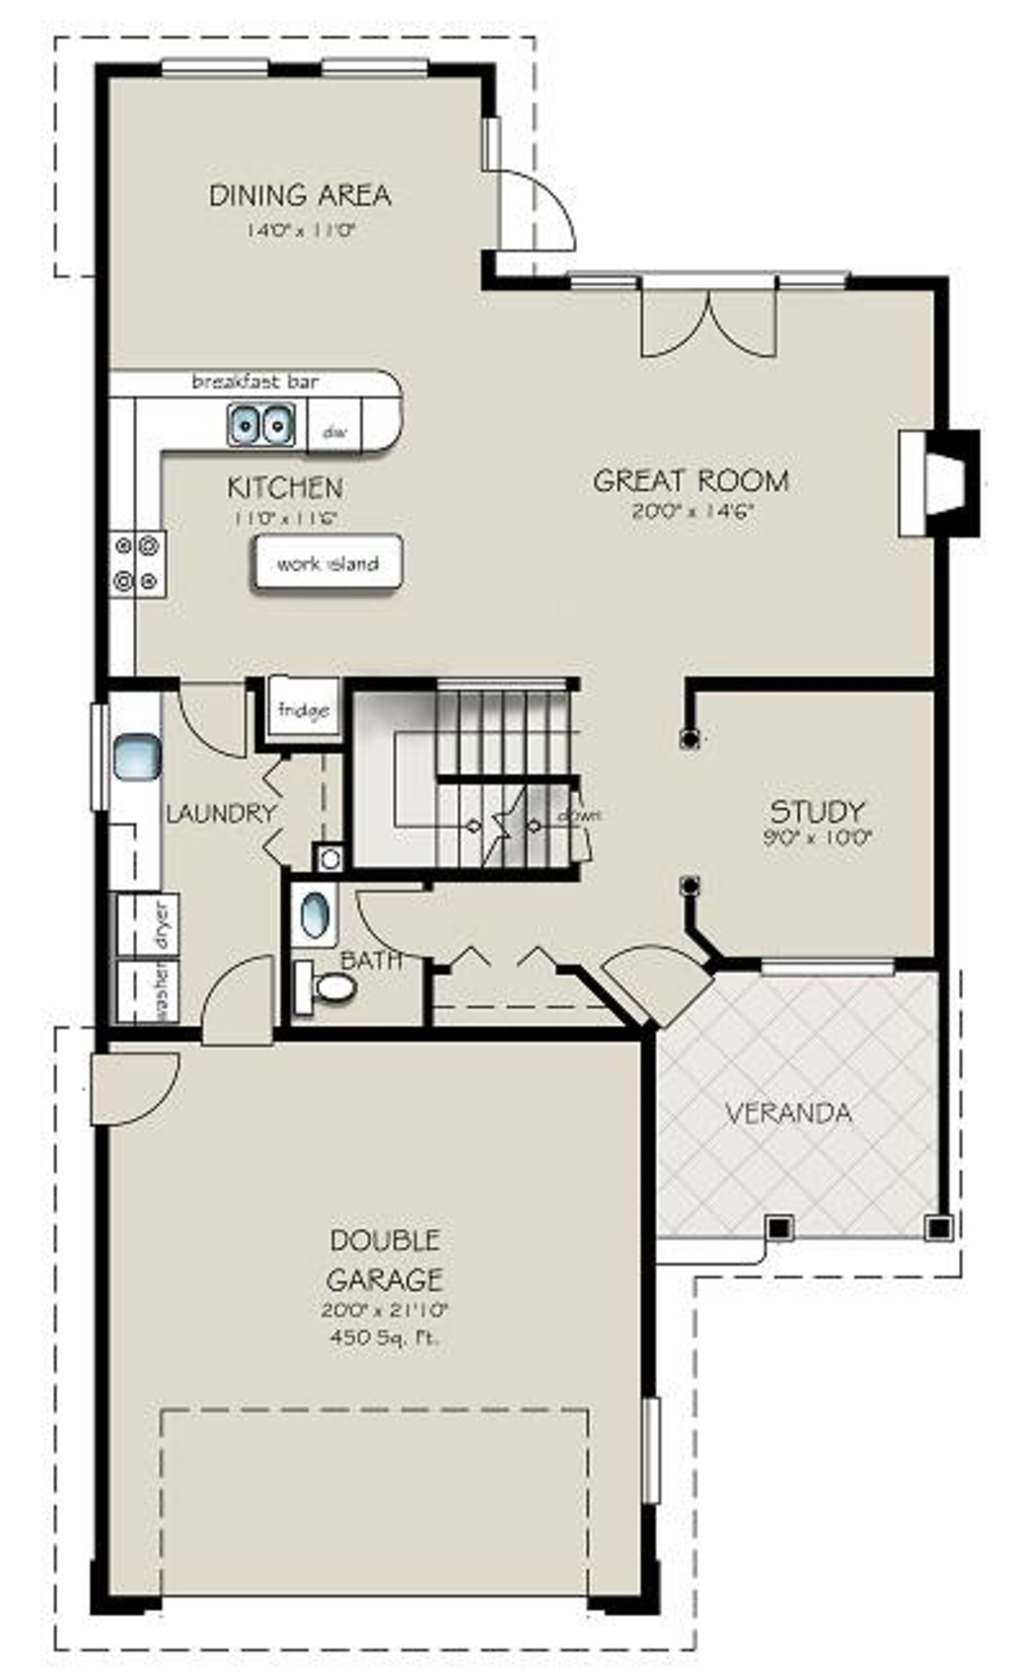 DINING AREA
14'0" x 11'0"
breakfast bar
dw
KITCHEN
11'0" x 11'6"
GREAT ROOM
20'0" x 14'6"
work island
fridge
LAUNDRY
down
STUDY
9'0" x 10'0"
dryer
BATH
washer
VERANDA
DOUBLE
GARAGE
20'0" x 21'10"
450 Sq. Ft.